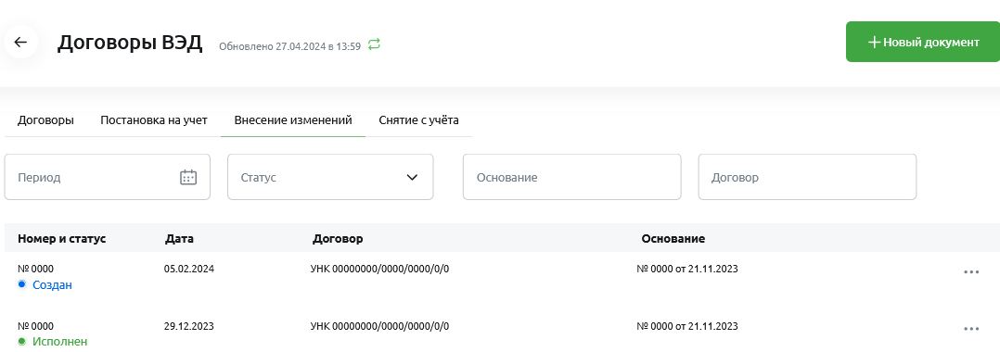 Договоры ВЭД Обновлено 27.04.2024 в 13:59
Новый документ
Договоры Постановка на учет Внесение изменений Снятие с учёта
Период Статус Основание Договор
Номер и статус Дата Договор Основание
№ 0000 05.02.2024 УНК 00000000/0000/0000/0/0 № 0000 от 21.11.2023
Создан
№ 0000 29.12.2023 УНК 00000000/0000/0000/0/0 № 0000 от 21.11.2023
Исполнен